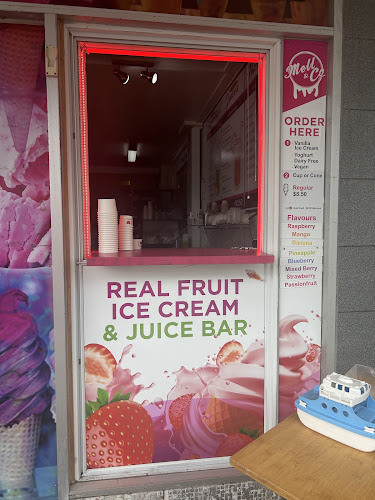 Mell & Co
ORDER
HERE
1 Vanilla
Ice Cream
Yoghurt
Dairy Free
Vegan
2 Cup or Cone
Regular
$8.50
Flavours
Raspberry
Mango
Banana
Pineapple
Blueberry
Mixed Berry
Strawberry
Passionfruit
REAL FRUIT
ICE CREAM
& JUICE BAR